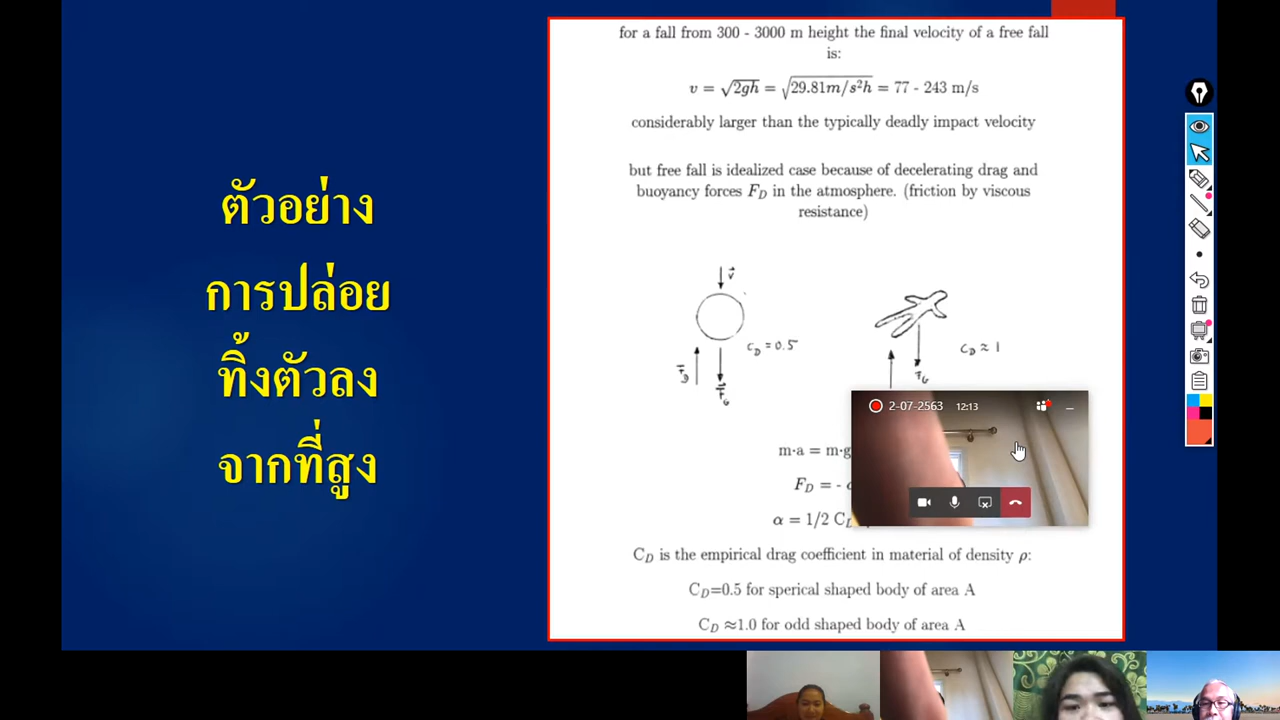 ตัวอย่าง
การปล่อย
ทิ้งตัวลง
จากที่สูง
for a fall from 300 - 3000 m height the final velocity of a free fall
is:
v = √2gh = √29.81m/s²h = 77 - 243 m/s
considerably larger than the typically deadly impact velocity
but free fall is idealized case because of decelerating drag and
buoyancy forces F_D in the atmosphere. (friction by viscous
resistance)
v⃗
C_D = 0.5
F⃗_D
F⃗_G
C_D ≈ 1
F_G
2-07-2563 12:13
m·a = m·g
F_D = -
α = 1/2 C_D
C_D is the empirical drag coefficient in material of density ρ:
C_D=0.5 for sperical shaped body of area A
C_D ≈1.0 for odd shaped body of area A